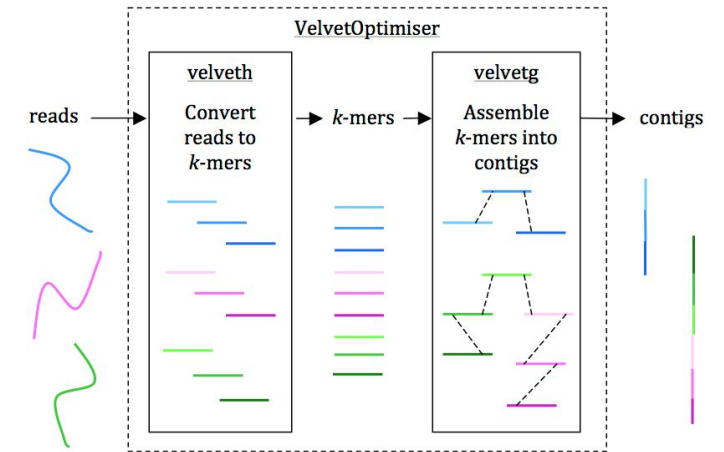 VelvetOptimiser
velveth
velvetg
reads
Convert
reads to
k-mers
k-mers
Assemble
k-mers into
contigs
contigs